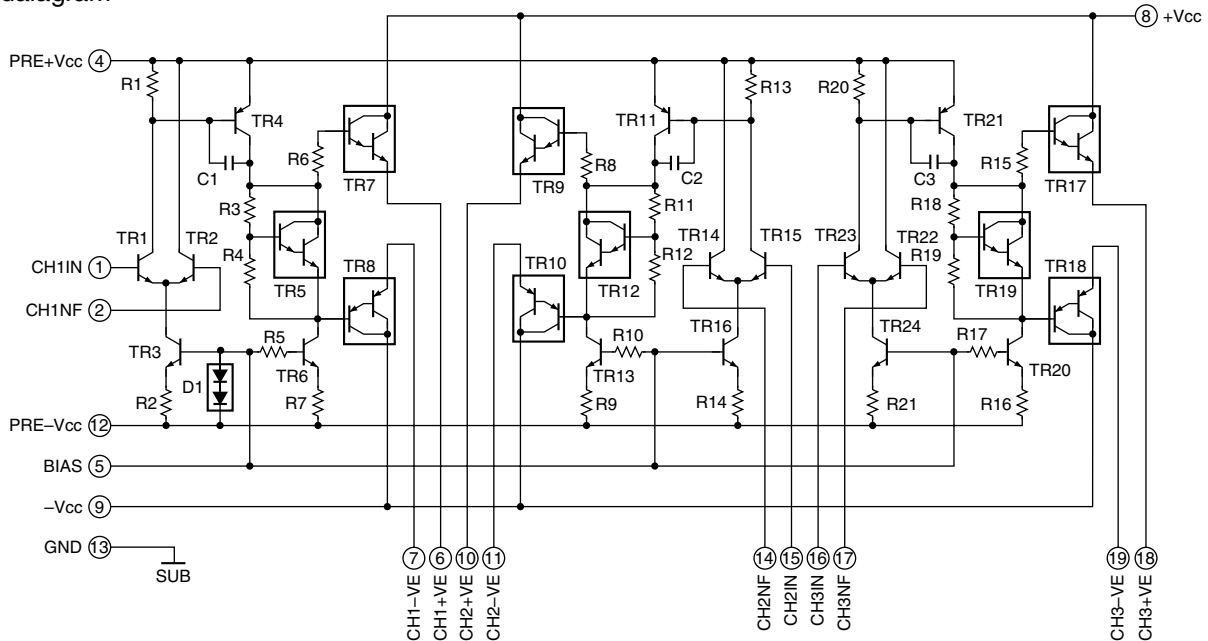 dalagram
8 +Vcc
PRE+Vcc 4
R1
R13
R20
TR4
TR11
TR21
R6
R8
R15
C1
TR7
TR9
C2
C3
TR17
R3
R11
R18
TR1
TR2
TR14
TR15
TR23
TR22
CH1IN 1
R4
R12
R19
TR5
TR8
TR10
TR12
TR19
TR18
CH1NF 2
TR3
R5
TR6
R10
TR13
TR16
TR24
R17
TR20
D1
R2
R7
R9
R14
R21
R16
PRE−Vcc 12
BIAS 5
−Vcc 9
GND 13
SUB
7 6 10 11 14 15 16 17 19 18
CH1−VE
CH1+VE
CH2+VE
CH2−VE
CH2NF
CH2IN
CH3IN
CH3NF
CH3−VE
CH3+VE